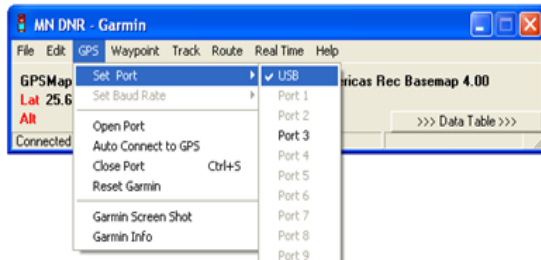 MN DNR - Garmin
File Edit GPS Waypoint Track Route Real Time Help
GPSMap
ricas Rec Basemap 4.00
Lat 25.6
Alt
>>> Data Table >>>
Connected
Set Port
Set Baud Rate
Open Port
Auto Connect to GPS
Close Port Ctrl+S
Reset Garmin
Garmin Screen Shot
Garmin Info
USB
Port 1
Port 2
Port 3
Port 4
Port 5
Port 6
Port 7
Port 8
Port 9